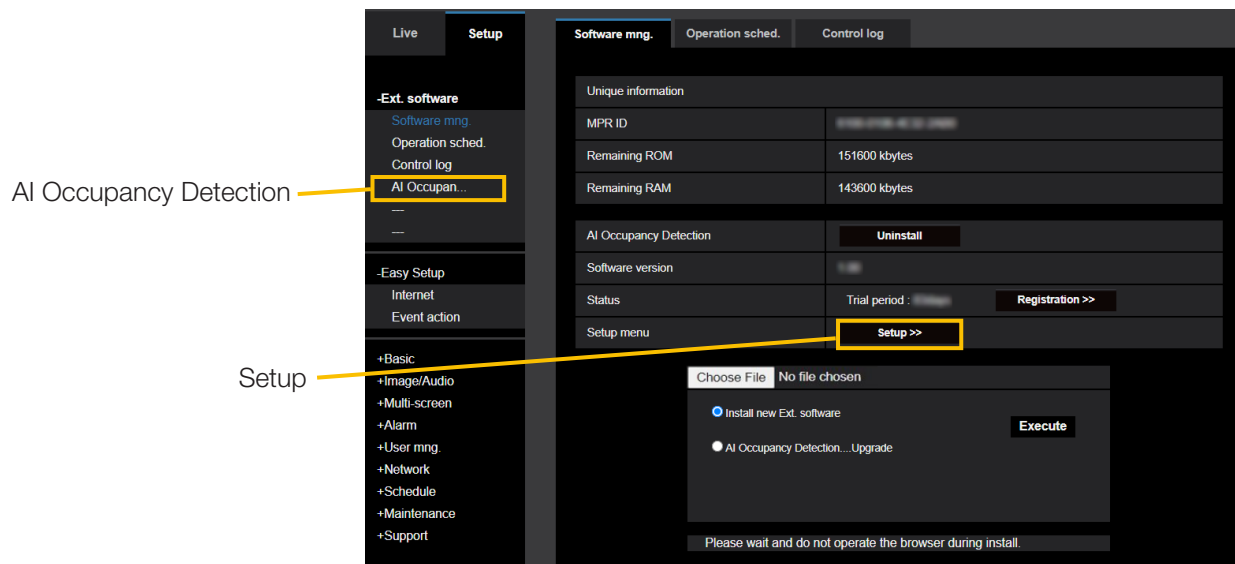 Live
Setup
Software mng.
Operation sched.
Control log
-Ext. software
Software mng.
Operation sched.
Control log
AI Occupan...
---
---
-Easy Setup
Internet
Event action
+Basic
+Image/Audio
+Multi-screen
+Alarm
+User mng.
+Network
+Schedule
+Maintenance
+Support
AI Occupancy Detection
Setup
Unique information
MPR ID
Remaining ROM 151600 kbytes
Remaining RAM 143600 kbytes
AI Occupancy Detection Uninstall
Software version
Status Trial period : Registration >>
Setup menu Setup >>
Choose File No file chosen
Install new Ext. software
Execute
AI Occupancy Detection....Upgrade
Please wait and do not operate the browser during install.